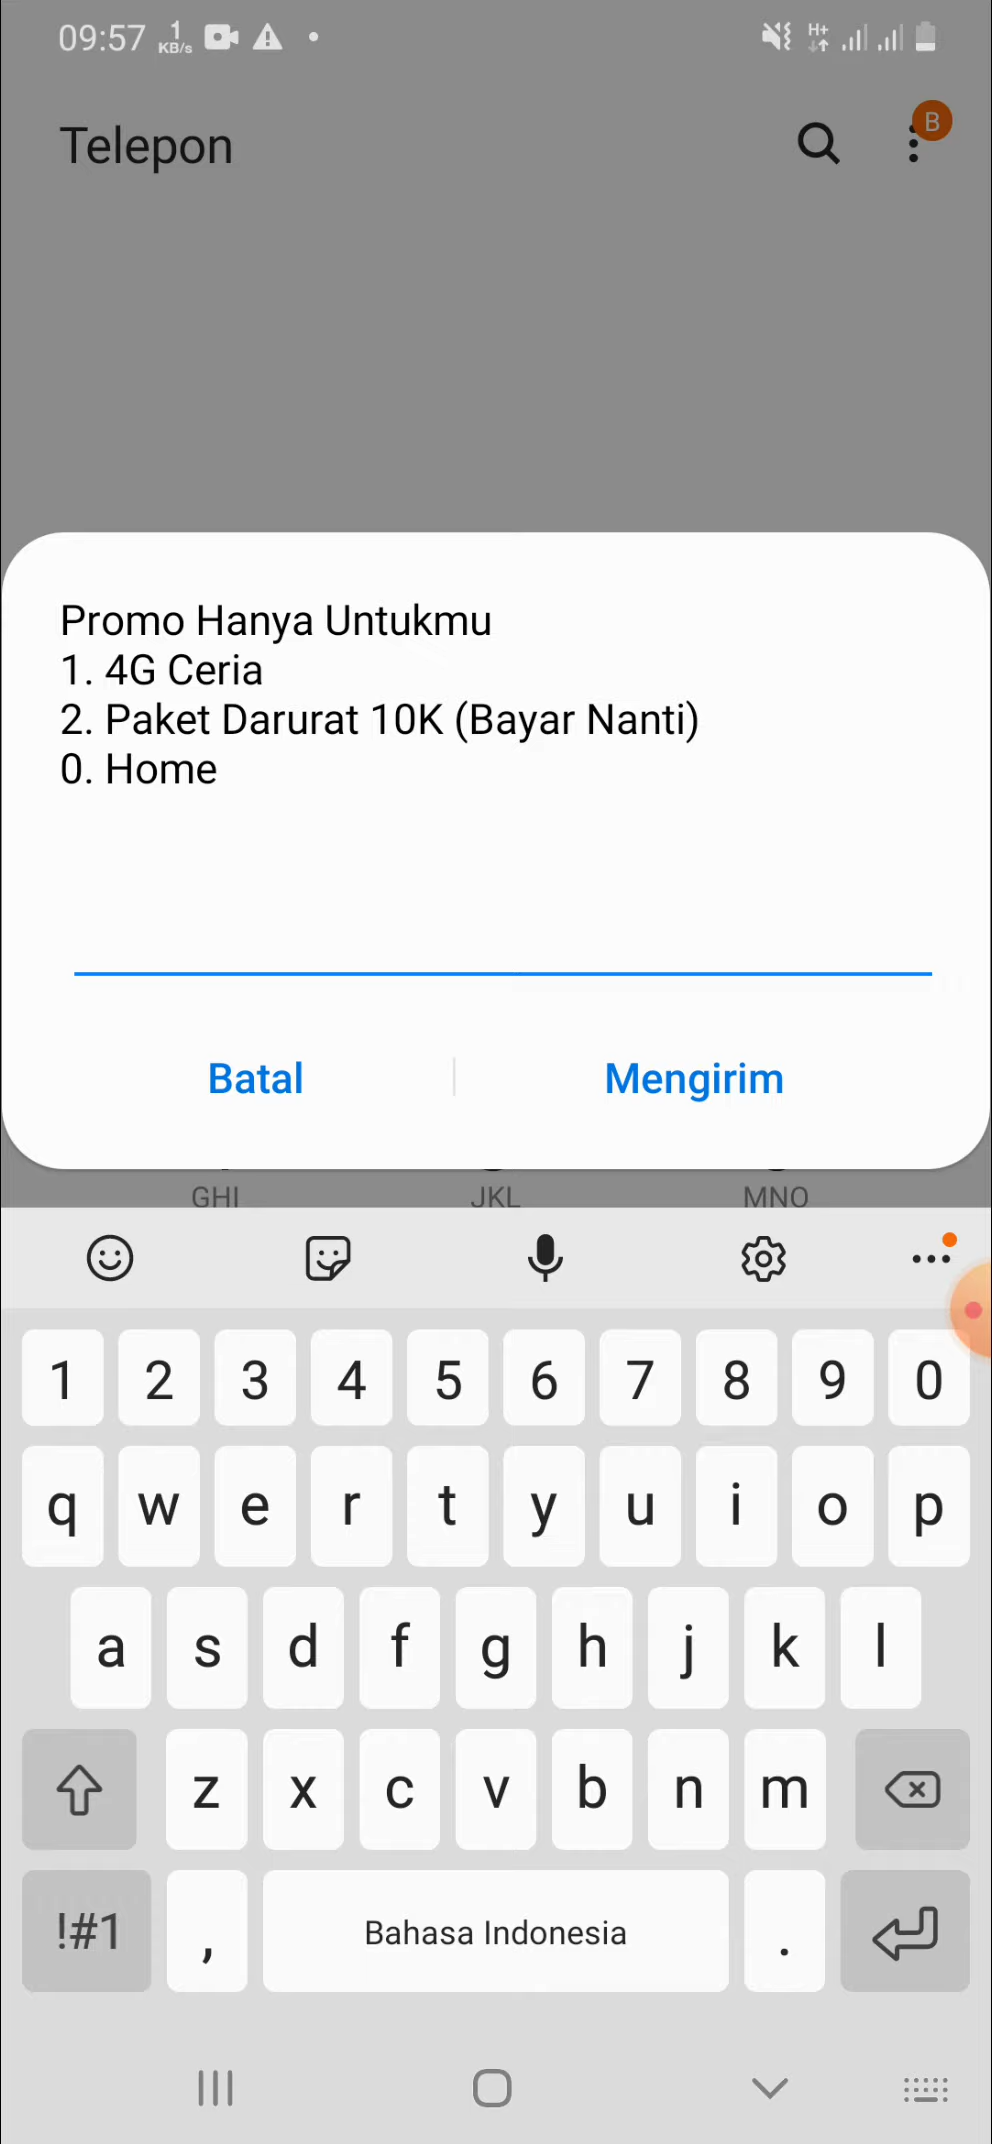 09:57 1 KB/s H+
Telepon
B
Promo Hanya Untukmu
1. 4G Ceria
2. Paket Darurat 10K (Bayar Nanti)
0. Home
Batal Mengirim
GHI JKL MNO
1 2 3 4 5 6 7 8 9 0
q w e r t y u i o p
a s d f g h j k l
z x c v b n m
!#1 , Bahasa Indonesia .